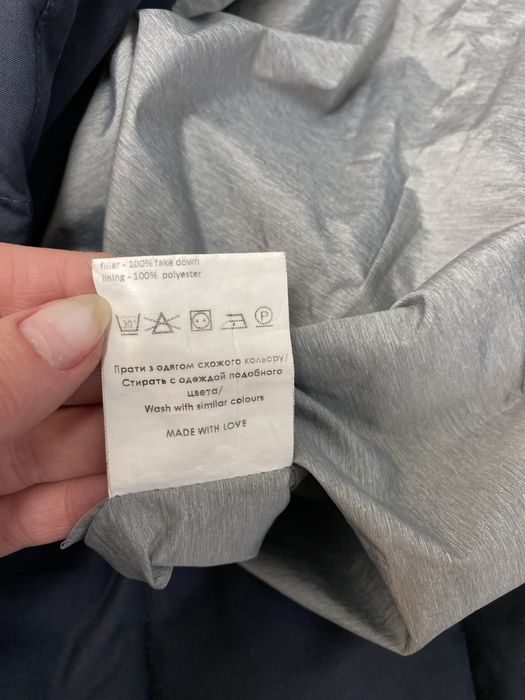 filler - 100% fake down
lining - 100% polyester
30° P
Прати з одягом схожого кольору/
Стирать с одеждой подобного
цвета/
Wash with similar colours
MADE WITH LOVE